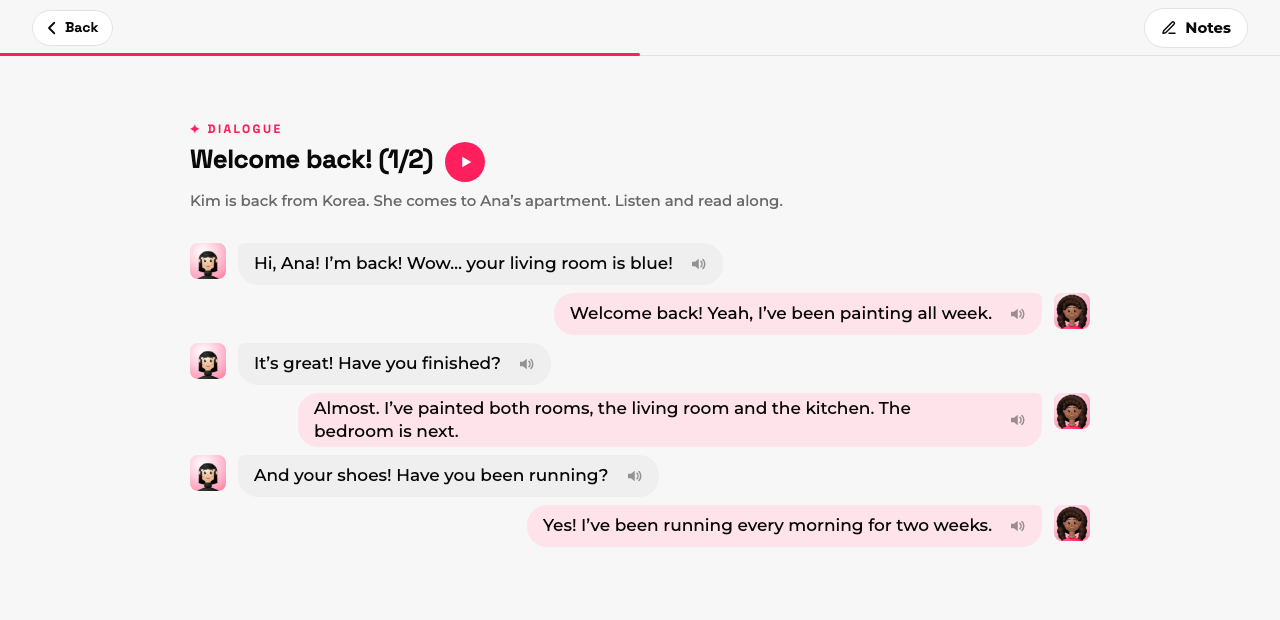 Back
Notes
DIALOGUE
Welcome back! (1/2)
Kim is back from Korea. She comes to Ana’s apartment. Listen and read along.
Hi, Ana! I’m back! Wow... your living room is blue!
Welcome back! Yeah, I’ve been painting all week.
It’s great! Have you finished?
Almost. I’ve painted both rooms, the living room and the kitchen. The
bedroom is next.
And your shoes! Have you been running?
Yes! I’ve been running every morning for two weeks.